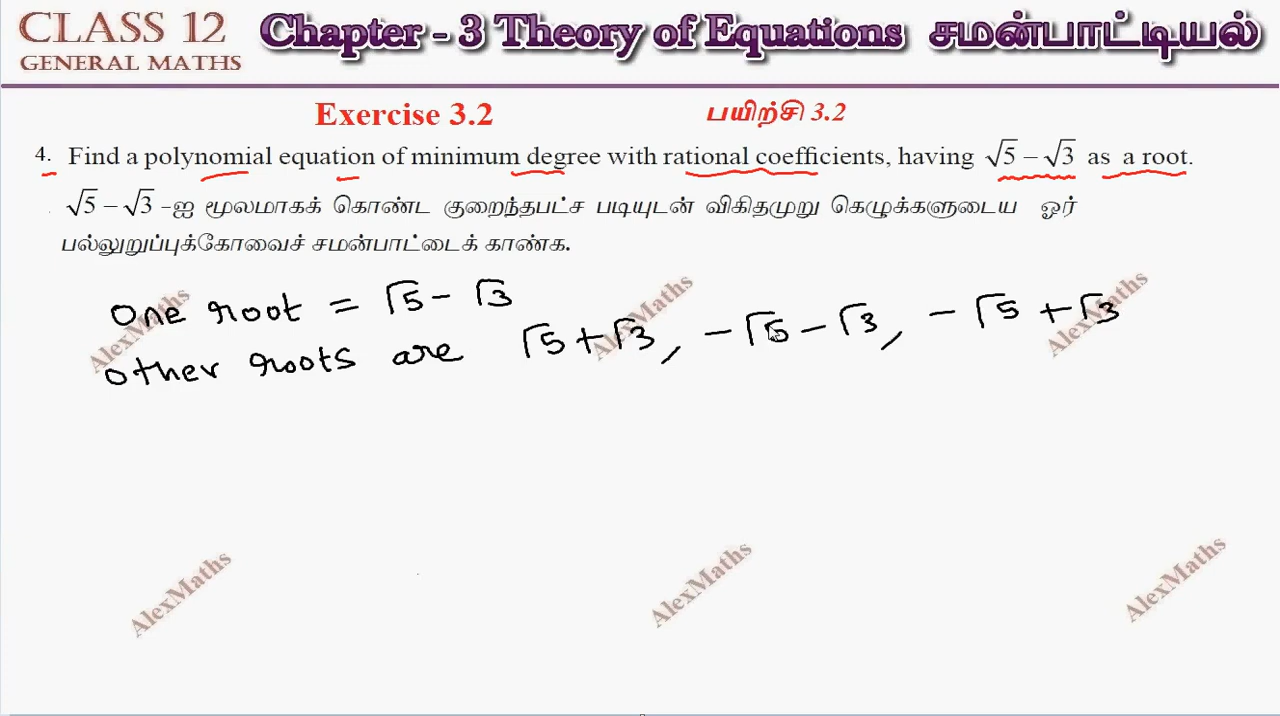 CLASS 12
GENERAL MATHS
Chapter - 3 Theory of Equations சமன்பாட்டியல்
Exercise 3.2 பயிற்சி 3.2
4. Find a polynomial equation of minimum degree with rational coefficients, having √5 − √3 as a root.
√5 − √3 -ஐ மூலமாகக் கொண்ட குறைந்தபட்ச படியுடன் விகிதமுறு கெழுக்களுடைய ஓர்
பல்லுறுப்புக்கோவைச் சமன்பாட்டைக் காண்க.
One root = √5 − √3
other roots are √5 + √3, −√5 − √3, −√5 + √3
AlexMaths AlexMaths AlexMaths
AlexMaths AlexMaths AlexMaths